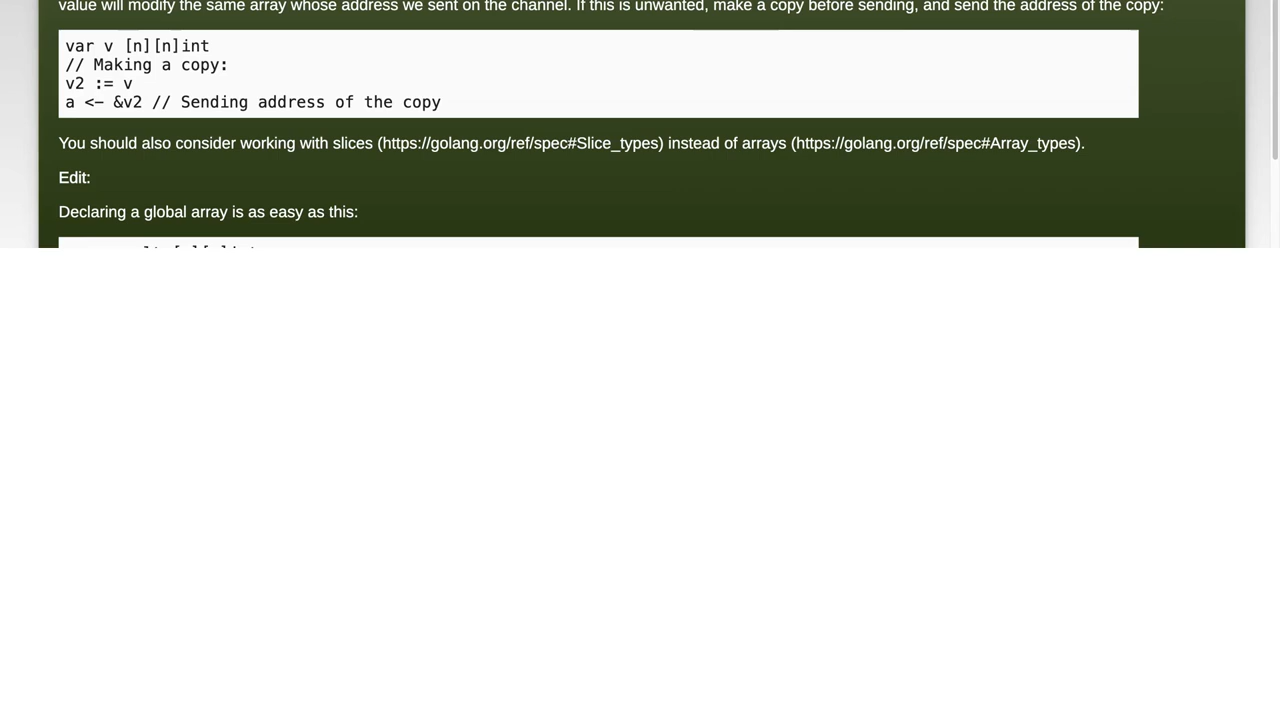 value will modify the same array whose address we sent on the channel. If this is unwanted, make a copy before sending, and send the address of the copy:
var v [n][n]int
// Making a copy:
v2 := v
a <- &v2 // Sending address of the copy
You should also consider working with slices (https://golang.org/ref/spec#Slice_types) instead of arrays (https://golang.org/ref/spec#Array_types).
Edit:
Declaring a global array is as easy as this: